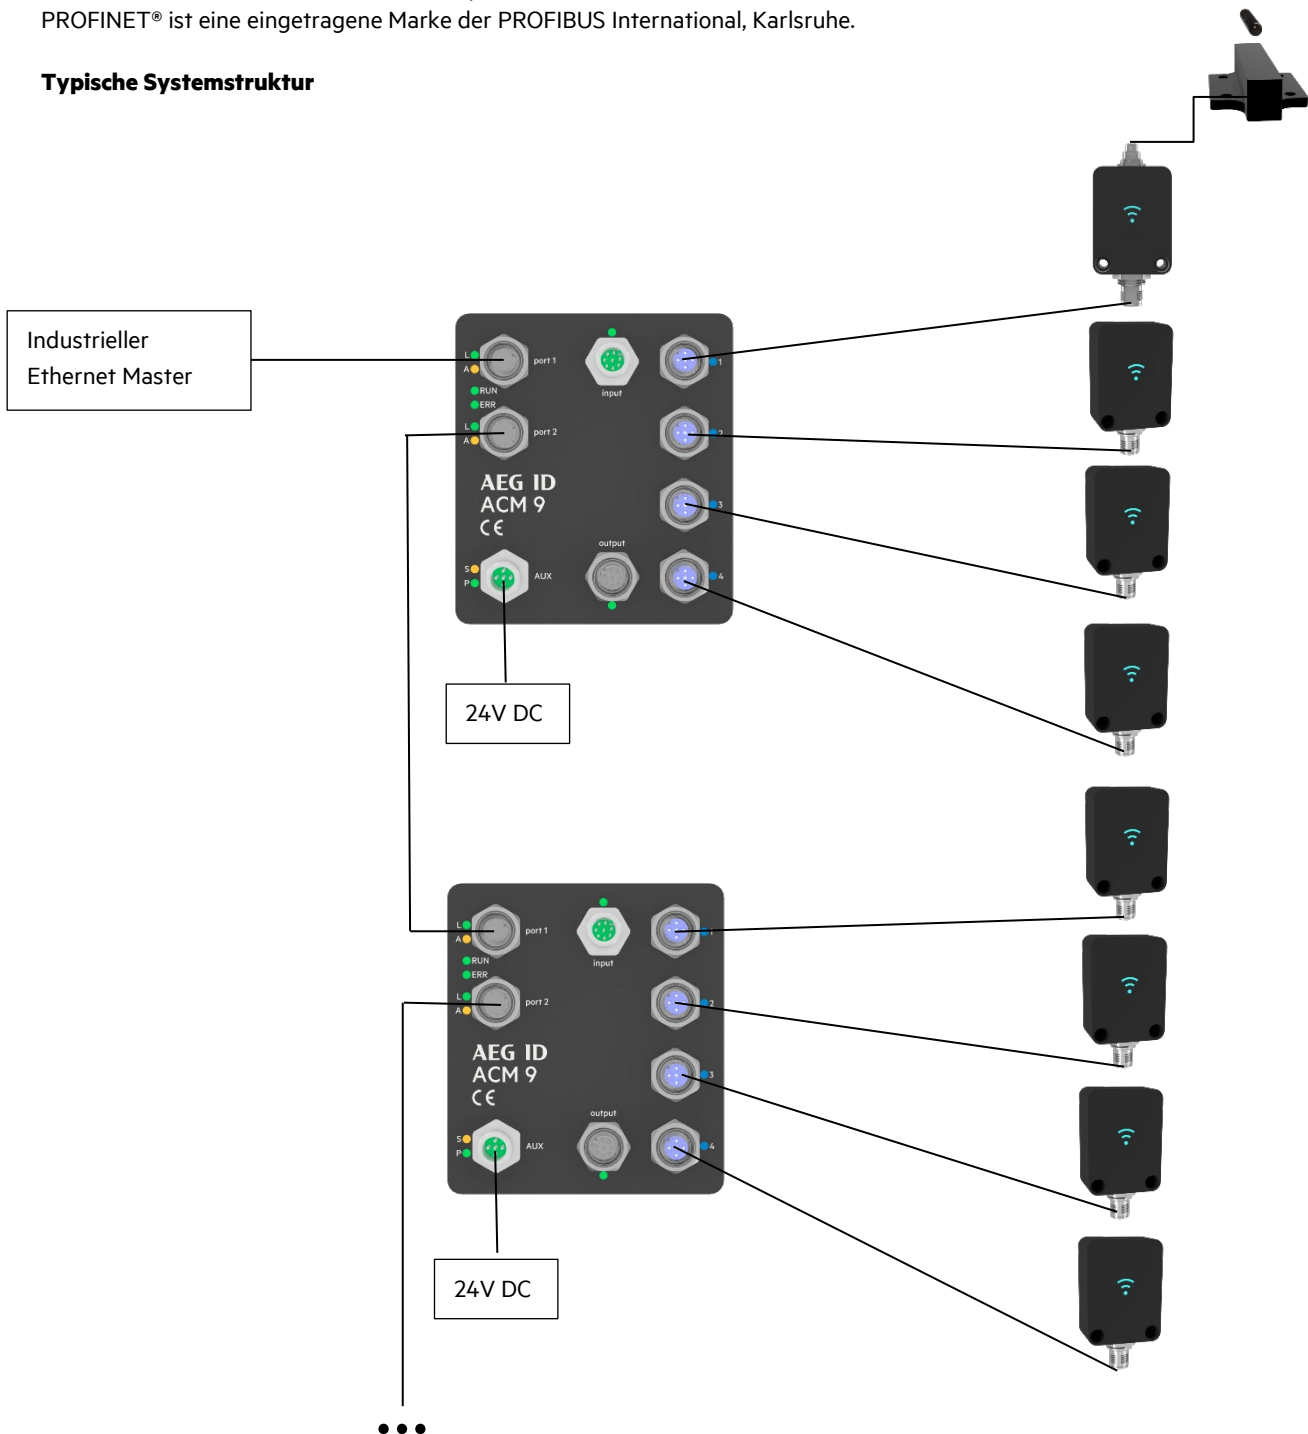 PROFINET® ist eine eingetragene Marke der PROFIBUS International, Karlsruhe.
Typische Systemstruktur
Industrieller
Ethernet Master
L
A
port 1
input
1
RUN
ERR
L
A
port 2
2
AEG ID
ACM 9
CE
3
output
S
P
AUX
4
24V DC
L
A
port 1
input
1
RUN
ERR
L
A
port 2
2
AEG ID
ACM 9
CE
3
output
S
P
AUX
4
24V DC
•••